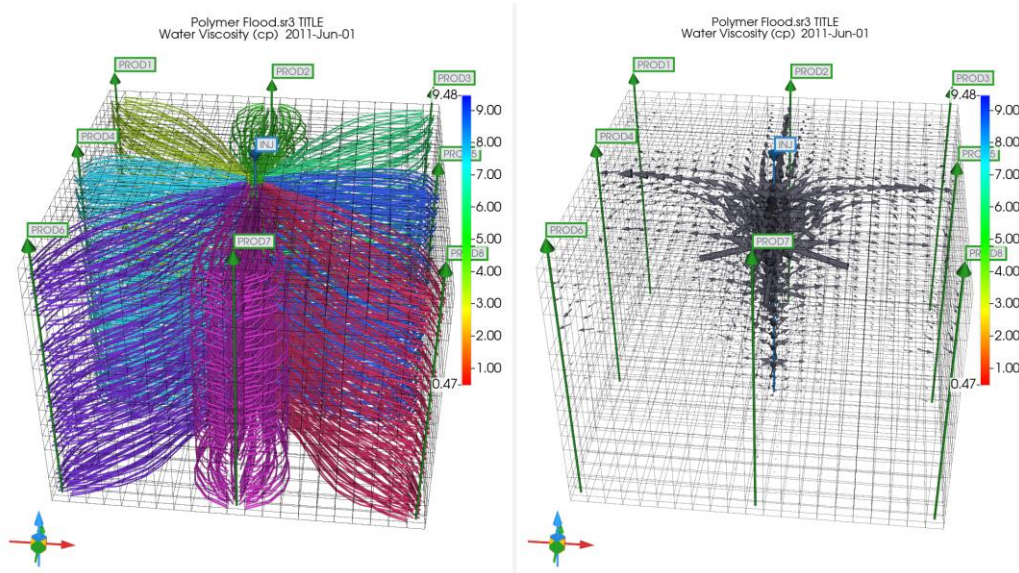 Polymer Flood.sr3 TITLE
Water Viscosity (cp) 2011-Jun-01
PROD1
PROD2
PROD3
9.48
9.00
PROD4
INJ
8.00
7.00
6.00
PROD6
PROD7
5.00
4.00
3.00
2.00
1.00
0.47
Polymer Flood.sr3 TITLE
Water Viscosity (cp) 2011-Jun-01
PROD1
PROD2
PROD3
9.48
9.00
PROD4
INJ
8.00
7.00
6.00
PROD6
PROD7
5.00
4.00
3.00
2.00
1.00
0.47